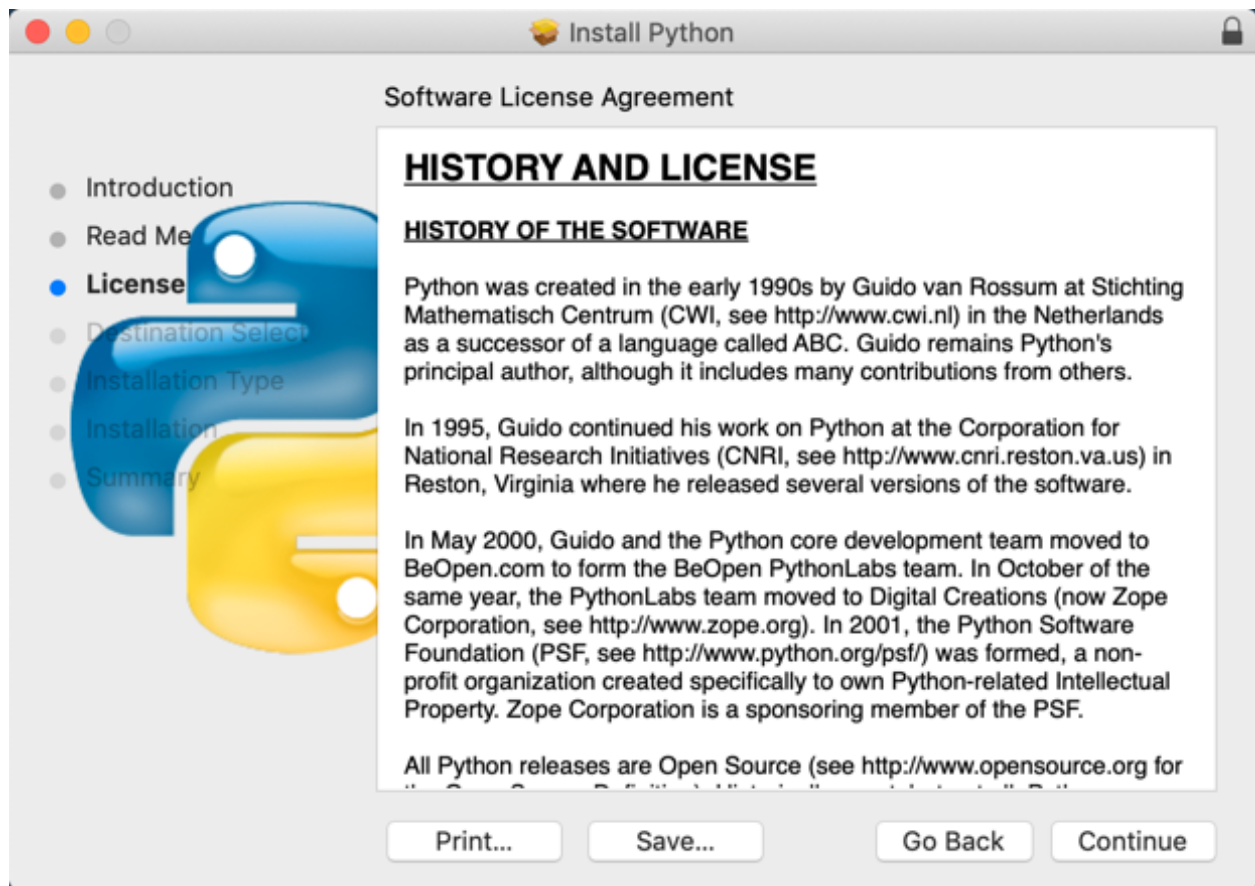 Install Python
Software License Agreement
Introduction
Read Me
License
Destination Select
Installation Type
Installation
Summary
HISTORY AND LICENSE
HISTORY OF THE SOFTWARE
Python was created in the early 1990s by Guido van Rossum at Stichting
Mathematisch Centrum (CWI, see http://www.cwi.nl) in the Netherlands
as a successor of a language called ABC. Guido remains Python's
principal author, although it includes many contributions from others.
In 1995, Guido continued his work on Python at the Corporation for
National Research Initiatives (CNRI, see http://www.cnri.reston.va.us) in
Reston, Virginia where he released several versions of the software.
In May 2000, Guido and the Python core development team moved to
BeOpen.com to form the BeOpen PythonLabs team. In October of the
same year, the PythonLabs team moved to Digital Creations (now Zope
Corporation, see http://www.zope.org). In 2001, the Python Software
Foundation (PSF, see http://www.python.org/psf/) was formed, a non-
profit organization created specifically to own Python-related Intellectual
Property. Zope Corporation is a sponsoring member of the PSF.
All Python releases are Open Source (see http://www.opensource.org for
Print...
Save...
Go Back
Continue